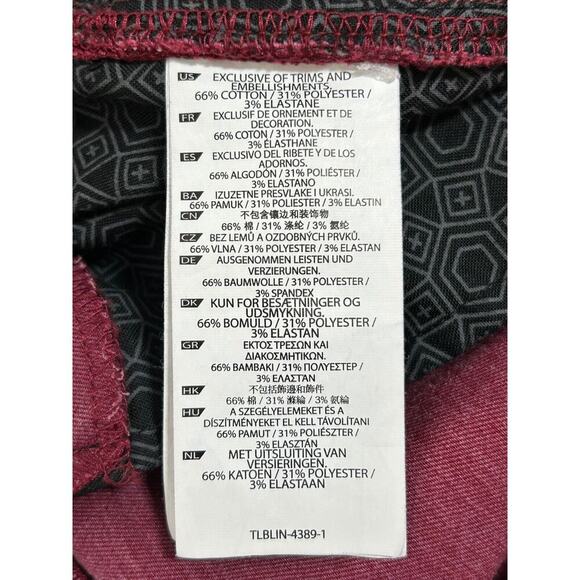 US EXCLUSIVE OF TRIMS AND
EMBELLISHMENTS.
66% COTTON / 31% POLYESTER /
3% ELASTANE
FR EXCLUSIF DE ORNEMENT ET DE
DECORATION.
66% COTON / 31% POLYESTER /
3% ÉLASTHANE
ES EXCLUSIVO DEL RIBETE Y DE LOS
ADORNOS.
66% ALGODÓN / 31% POLIÉSTER /
3% ELASTANO
BA IZUZETNE PRESVLAKE I UKRASI.
66% PAMUK / 31% POLIESTER / 3% ELASTIN
CN 不包含镶边和装饰物
66% 棉 / 31% 涤纶 / 3% 氨纶
CZ BEZ LEMŮ A OZDOBNÝCH PRVKŮ.
66% VLNA / 31% POLYESTER / 3% ELASTAN
DE AUSGENOMMEN LEISTEN UND
VERZIERUNGEN.
66% BAUMWOLLE / 31% POLYESTER /
3% SPANDEX
DK KUN FOR BESÆTNINGER OG
UDSMYKNING.
66% BOMULD / 31% POLYESTER /
3% ELASTAN
GR ΕΚΤΟΣ ΤΡΕΣΩΝ ΚΑΙ
ΔΙΑΚΟΣΜΗΤΙΚΩΝ.
66% ΒΑΜΒΑΚΙ / 31% ΠΟΛΥΕΣΤΕΡ /
3% ΕΛΑΣΤΑΝ
HK 不包括飾邊和飾件
66% 棉 / 31% 滌綸 / 3% 氨綸
HU A SZEGÉLYELEMEKET ÉS A
DÍSZÍTMÉNYEKET EL KELL TÁVOLÍTANI
66% PAMUT / 31% POLIÉSZTER /
3% ELASZTÁN
NL MET UITSLUITING VAN
VERSIERINGEN.
66% KATOEN / 31% POLYESTER /
3% ELASTAAN
TLBLIN-4389-1